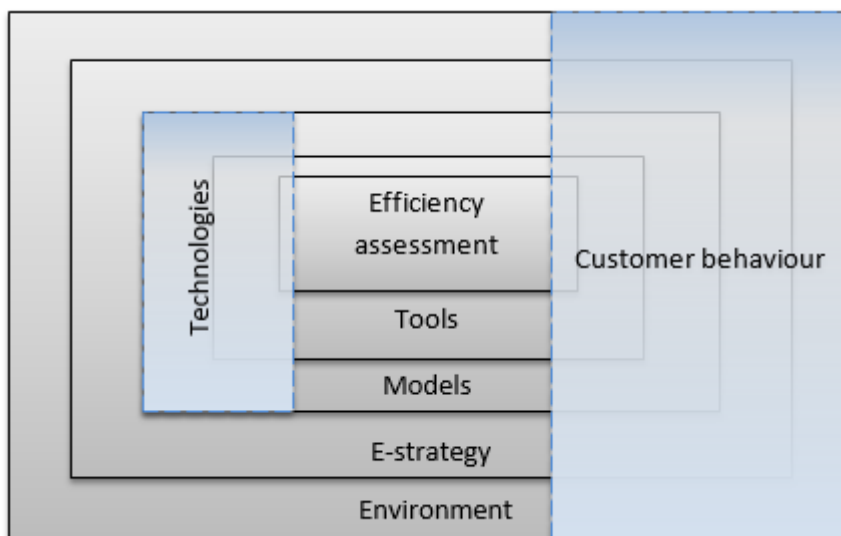 Technologies
Efficiency
assessment
Customer behaviour
Tools
Models
E-strategy
Environment